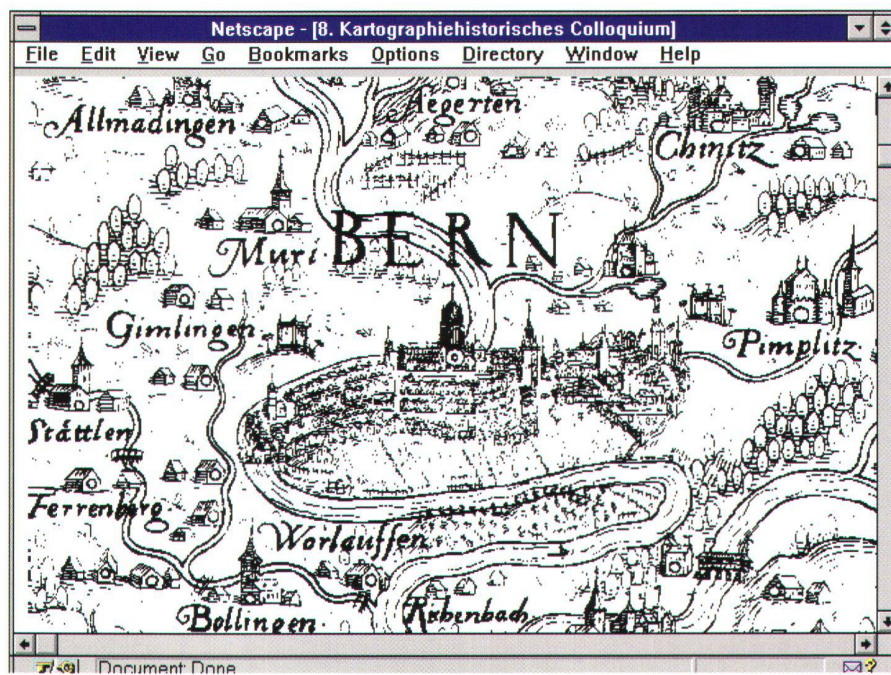 Netscape - [8. Kartographiehistorisches Colloquium]
File Edit View Go Bookmarks Options Directory Window Help
Allmadingen
Aegerten
Chinitz
Muri
BERN
Gimlingen
Pimplitz
Stättlen
Ferrenberg
Worlauffen
Bollingen
Document: Done